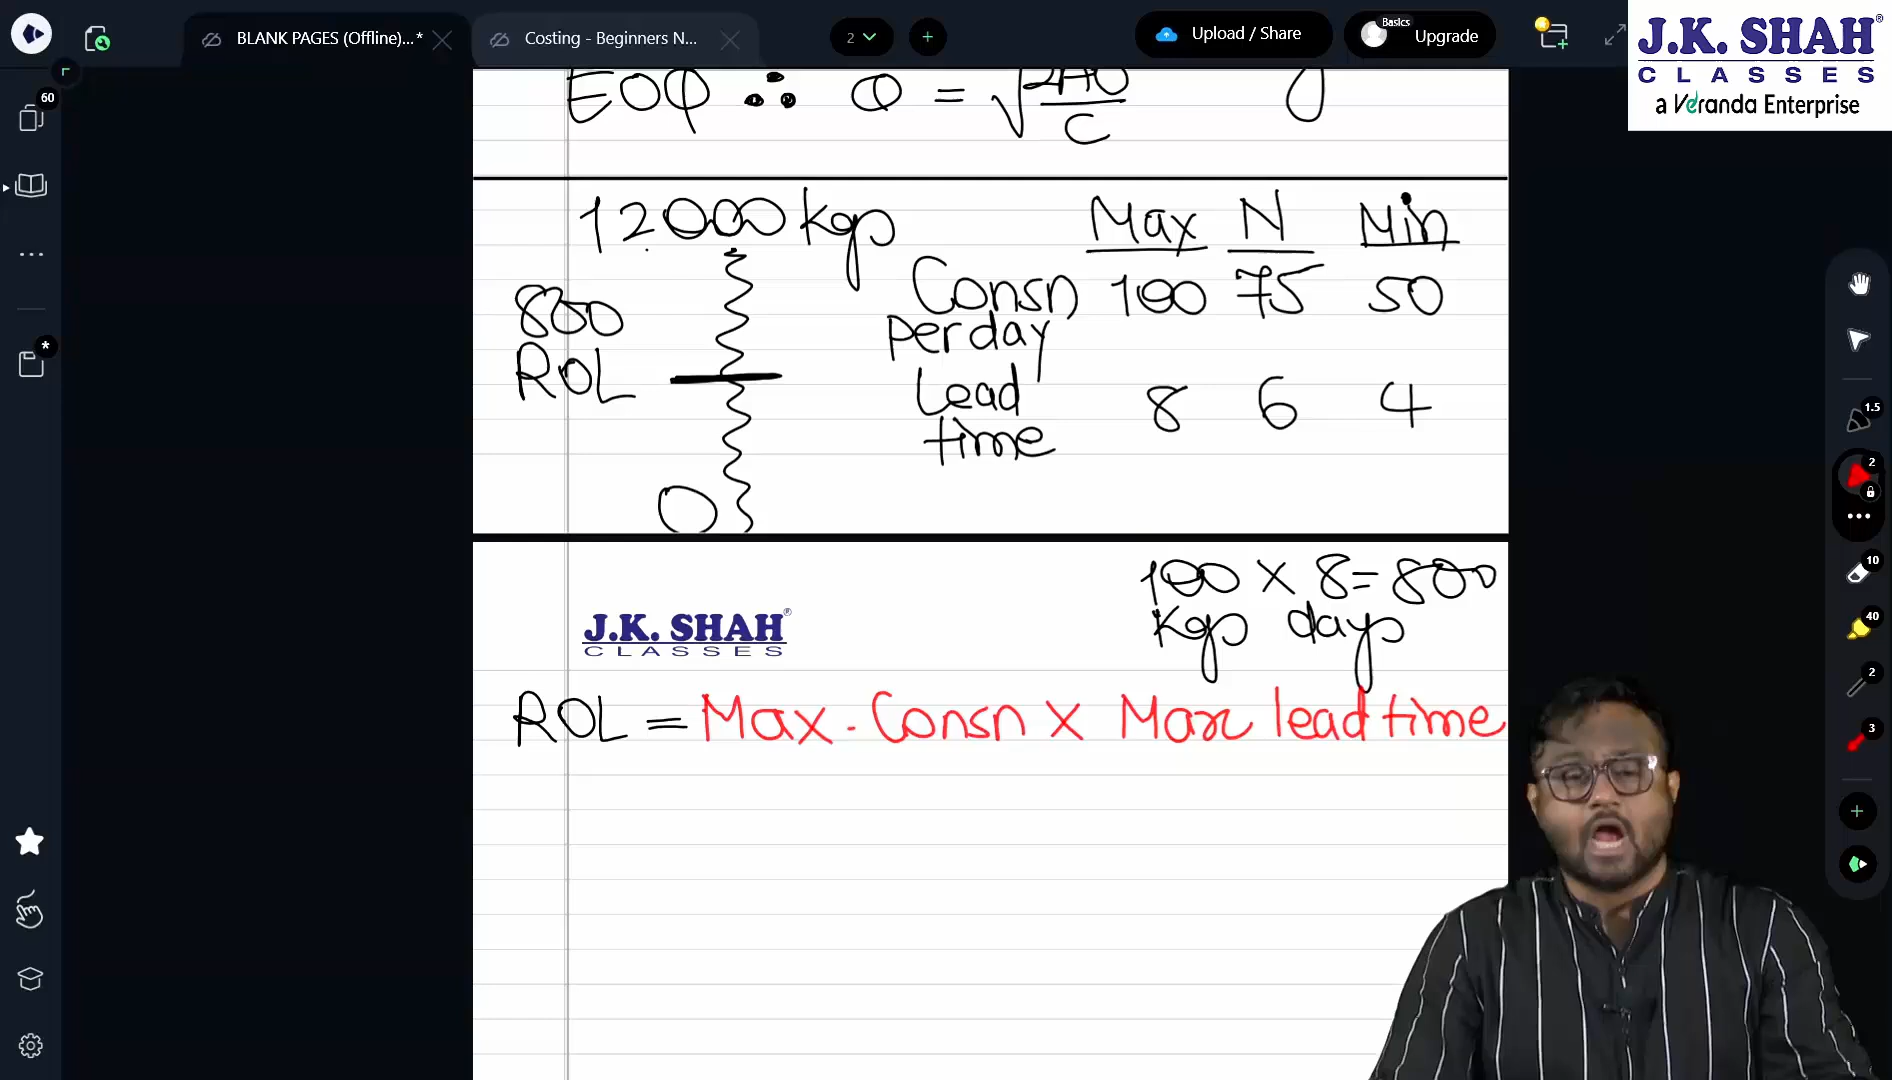 BLANK PAGES (Offline)...*
Costing - Beginners N...
2
Upload / Share
Basics
Upgrade
J.K. SHAH®
CLASSES
a Veranda Enterprise
60
EOQ ∴ Q = √2AO/C
12000 kgs
Max N Min
Consn 100 75 50
per day
800
ROL
Lead 8 6 4
time
0
100 x 8 = 800
kgs days
J.K. SHAH®
CLASSES
ROL = Max. Consn x Max lead time
1.5
2
10
40
2
3